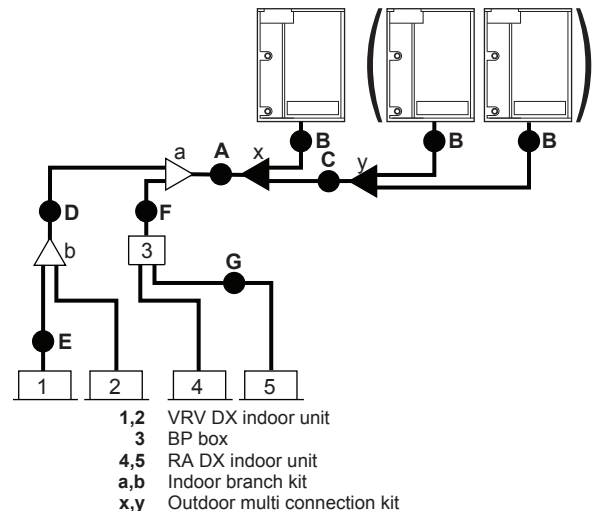 B
B
B
a
A
x
C
y
D
F
b
3
G
E
1
2
4
5
1,2 VRV DX indoor unit
3 BP box
4,5 RA DX indoor unit
a,b Indoor branch kit
x,y Outdoor multi connection kit